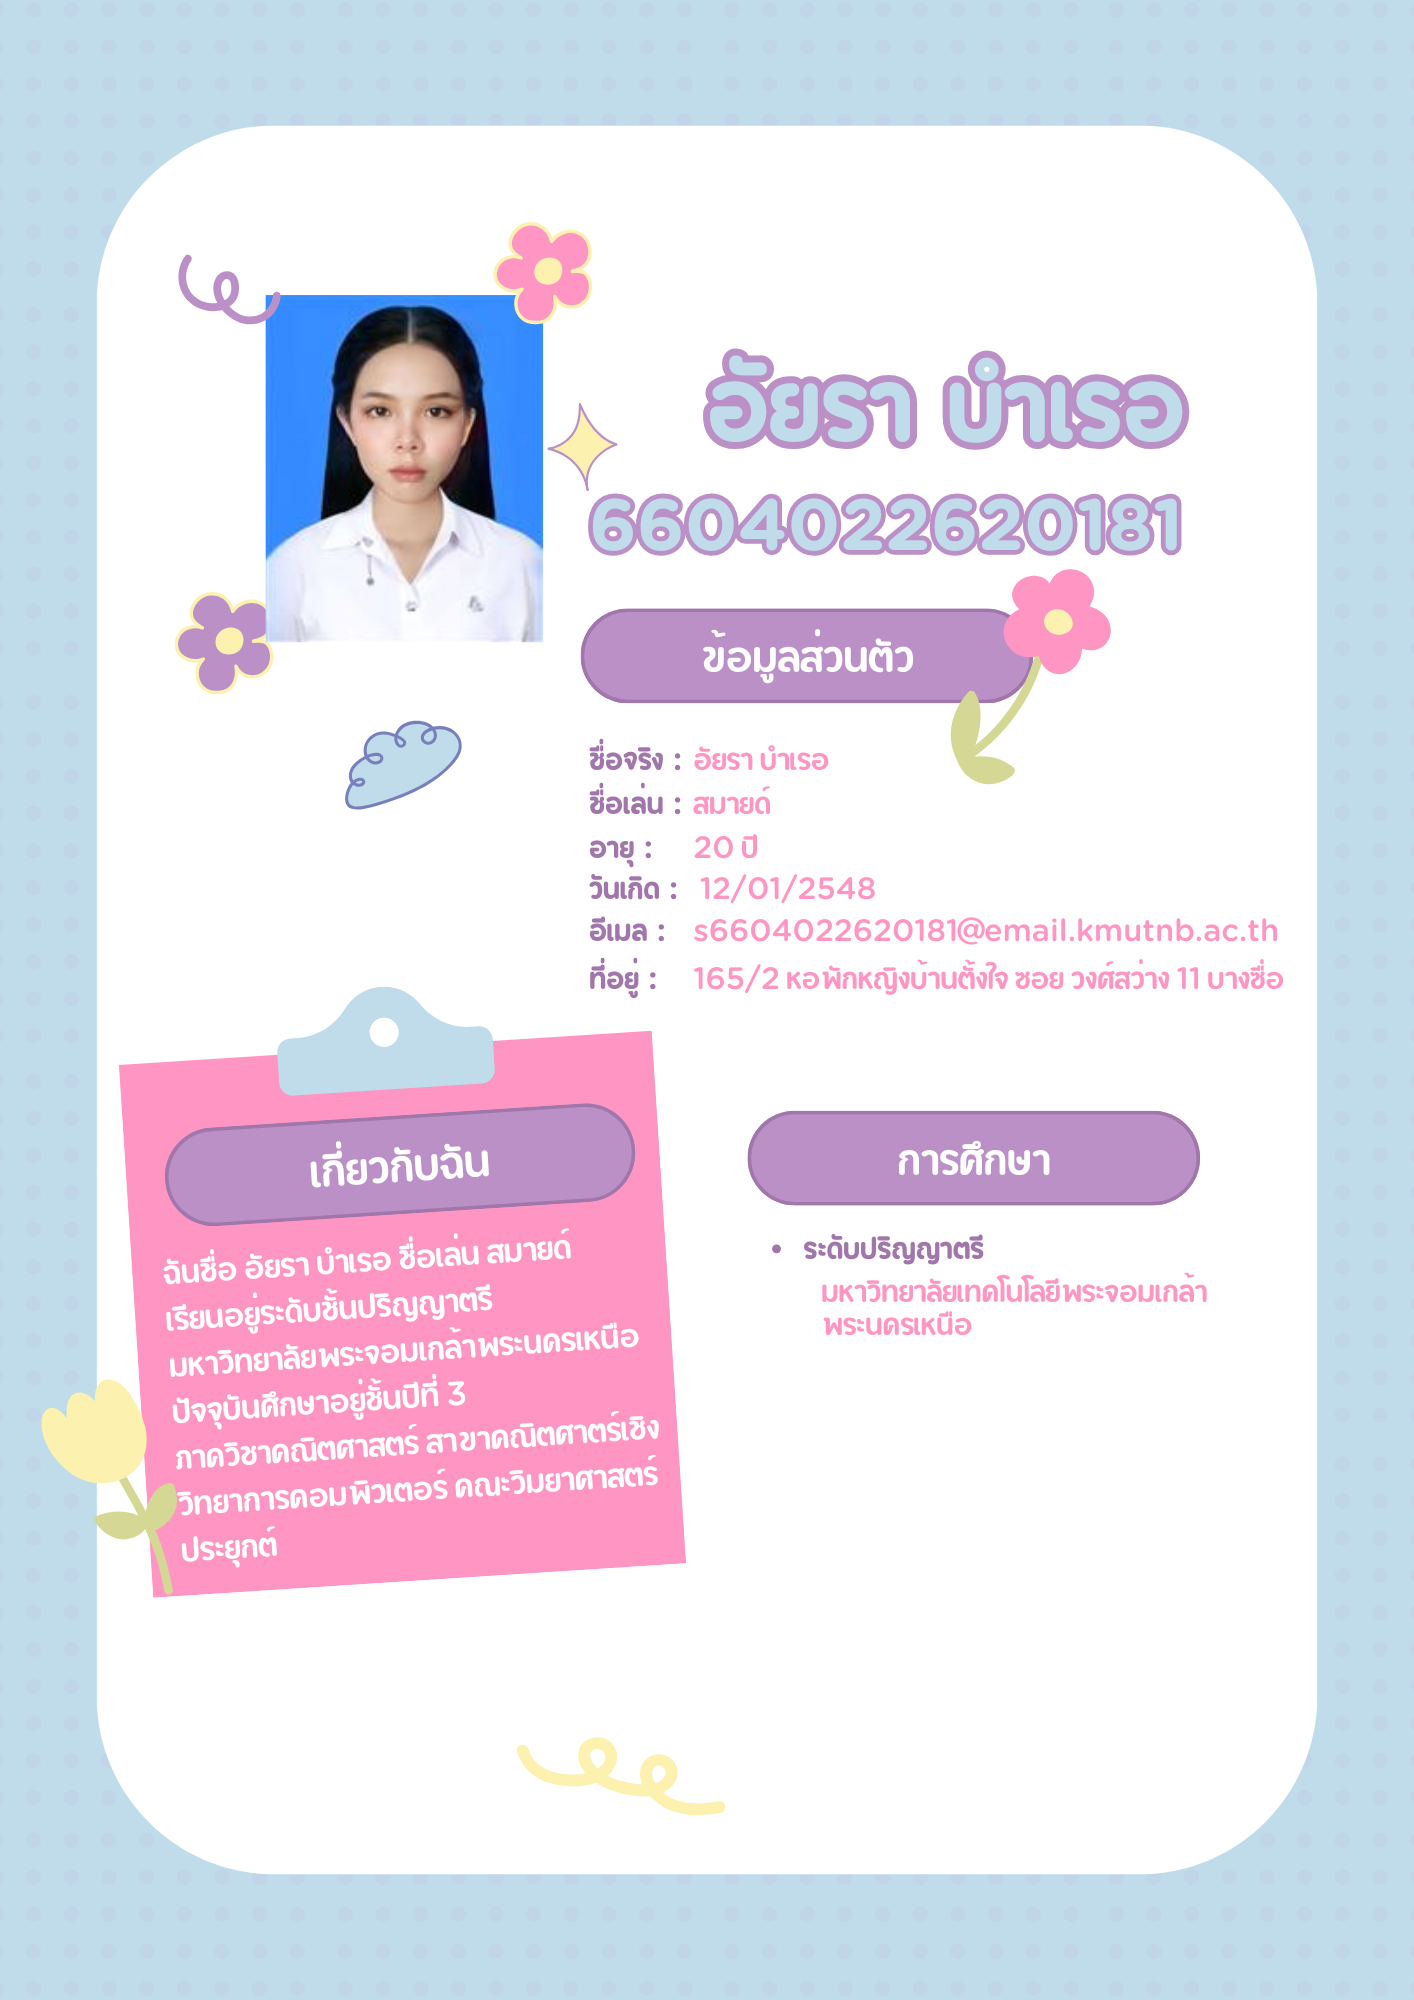 อัยรา บำเรอ
6604022620181
ข้อมูลส่วนตัว
ชื่อจริง : อัยรา บำเรอ
ชื่อเล่น : สมายด์
อายุ : 20 ปี
วันเกิด : 12/01/2548
อีเมล : s6604022620181@email.kmutnb.ac.th
ที่อยู่ : 165/2 หอพักหญิงบ้านตั้งใจ ซอย วงศ์สว่าง 11 บางซื่อ
เกี่ยวกับฉัน
ฉันชื่อ อัยรา บำเรอ ชื่อเล่น สมายด์
เรียนอยู่ระดับชั้นปริญญาตรี
มหาวิทยาลัยพระจอมเกล้าพระนครเหนือ
ปัจจุบันศึกษาอยู่ชั้นปีที่ 3
ภาควิชาคณิตศาสตร์ สาขาคณิตศาตร์เชิง
วิทยาการคอมพิวเตอร์ คณะวิมยาศาสตร์
ประยุกต์
การศึกษา
• ระดับปริญญาตรี
มหาวิทยาลัยเทคโนโลยีพระจอมเกล้า
พระนครเหนือ